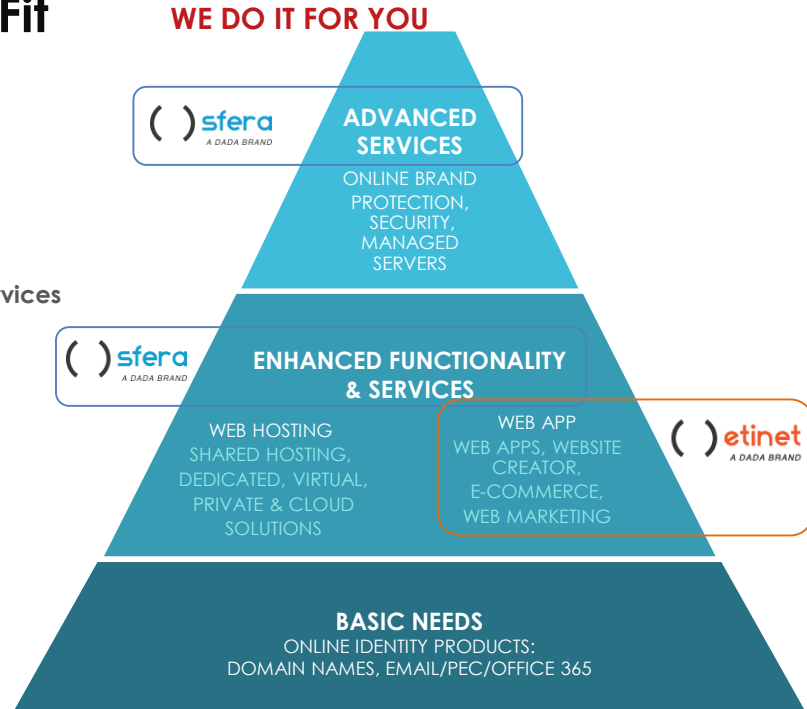 Fit
WE DO IT FOR YOU
( ) sfera
A DADA BRAND
ADVANCED
SERVICES
ONLINE BRAND
PROTECTION,
SECURITY,
MANAGED
SERVERS
vices
( ) sfera
A DADA BRAND
ENHANCED FUNCTIONALITY
& SERVICES
WEB HOSTING
SHARED HOSTING,
DEDICATED, VIRTUAL,
PRIVATE & CLOUD
SOLUTIONS
WEB APP
WEB APPS, WEBSITE
CREATOR,
E-COMMERCE,
WEB MARKETING
( ) etinet
A DADA BRAND
BASIC NEEDS
ONLINE IDENTITY PRODUCTS:
DOMAIN NAMES, EMAIL/PEC/OFFICE 365